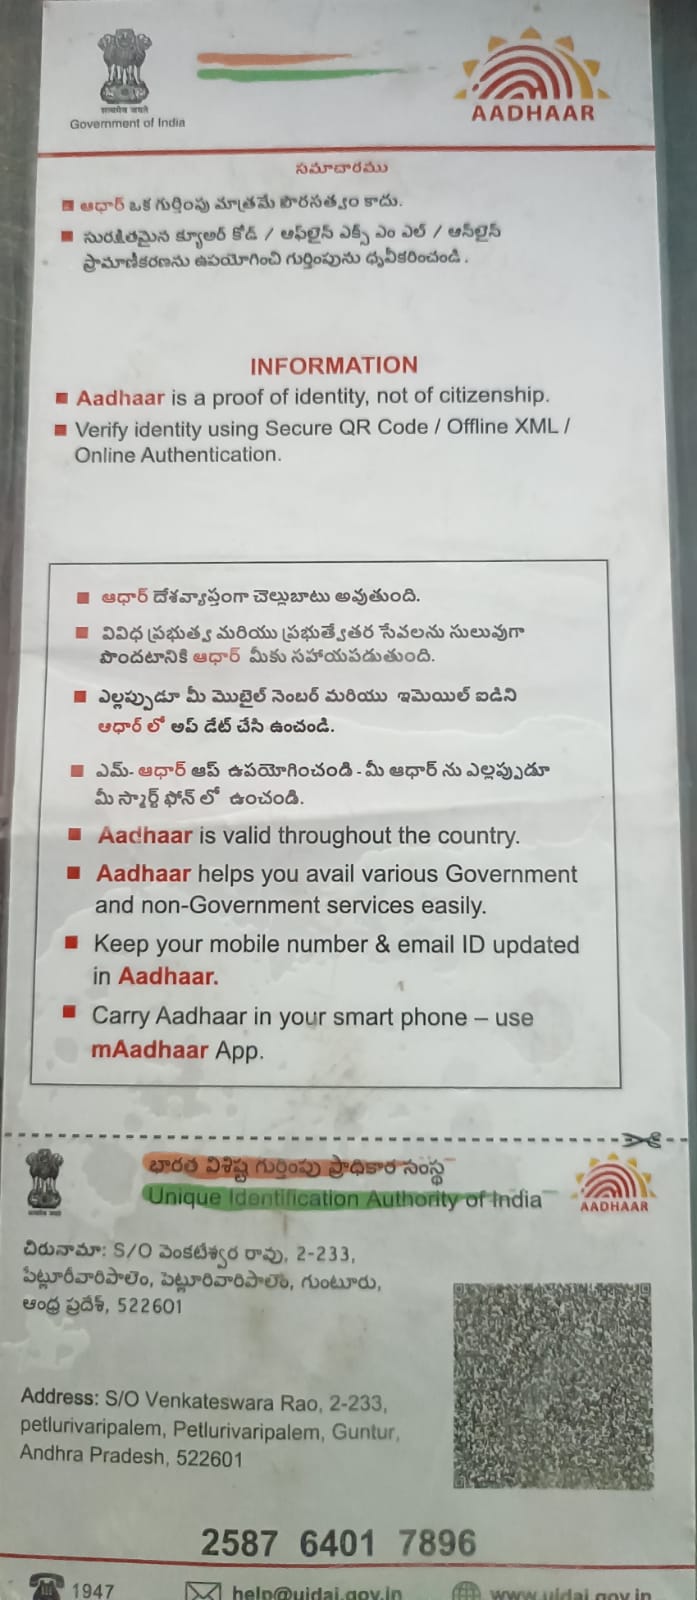 सत्यमेव जयते
Government of India
AADHAAR
సమాచారము
ఆధార్ ఒక గుర్తింపు మాత్రమే పౌరసత్వం కాదు.
సురక్షితమైన క్యూఆర్ కోడ్ / ఆఫ్‌లైన్ ఎక్స్ ఎం ఎల్ / ఆన్‌లైన్
ప్రామాణీకరణను ఉపయోగించి గుర్తింపును ధృవీకరించండి.
INFORMATION
Aadhaar is a proof of identity, not of citizenship.
Verify identity using Secure QR Code / Offline XML /
Online Authentication.
ఆధార్ దేశవ్యాప్తంగా చెల్లుబాటు అవుతుంది.
వివిధ ప్రభుత్వ మరియు ప్రభుత్వేతర సేవలను సులువుగా
పొందటానికి ఆధార్ మీకు సహాయపడుతుంది.
ఎల్లప్పుడూ మీ మొబైల్ నెంబర్ మరియు ఇమెయిల్ ఐడిని
ఆధార్ లో అప్ డేట్ చేసి ఉంచండి.
ఎమ్- ఆధార్ ఆప్ ఉపయోగించండి - మీ ఆధార్ ను ఎల్లప్పుడూ
మీ స్మార్ట్ ఫోన్ లో ఉంచండి.
Aadhaar is valid throughout the country.
Aadhaar helps you avail various Government
and non-Government services easily.
Keep your mobile number & email ID updated
in Aadhaar.
Carry Aadhaar in your smart phone – use
mAadhaar App.
భారత విశిష్ట గుర్తింపు ప్రాధికార సంస్థ
Unique Identification Authority of India
AADHAAR
చిరునామా: S/O వెంకటేశ్వర రావు, 2-233,
పేట్లూరీవారిపాలెం, పెట్లూరివారిపాలెం, గుంటూరు,
ఆంధ్ర ప్రదేశ్, 522601
Address: S/O Venkateswara Rao, 2-233,
petlurivaripalem, Petlurivaripalem, Guntur,
Andhra Pradesh, 522601
2587 6401 7896
1947
help@uidai.gov.in
www.uidai.gov.in